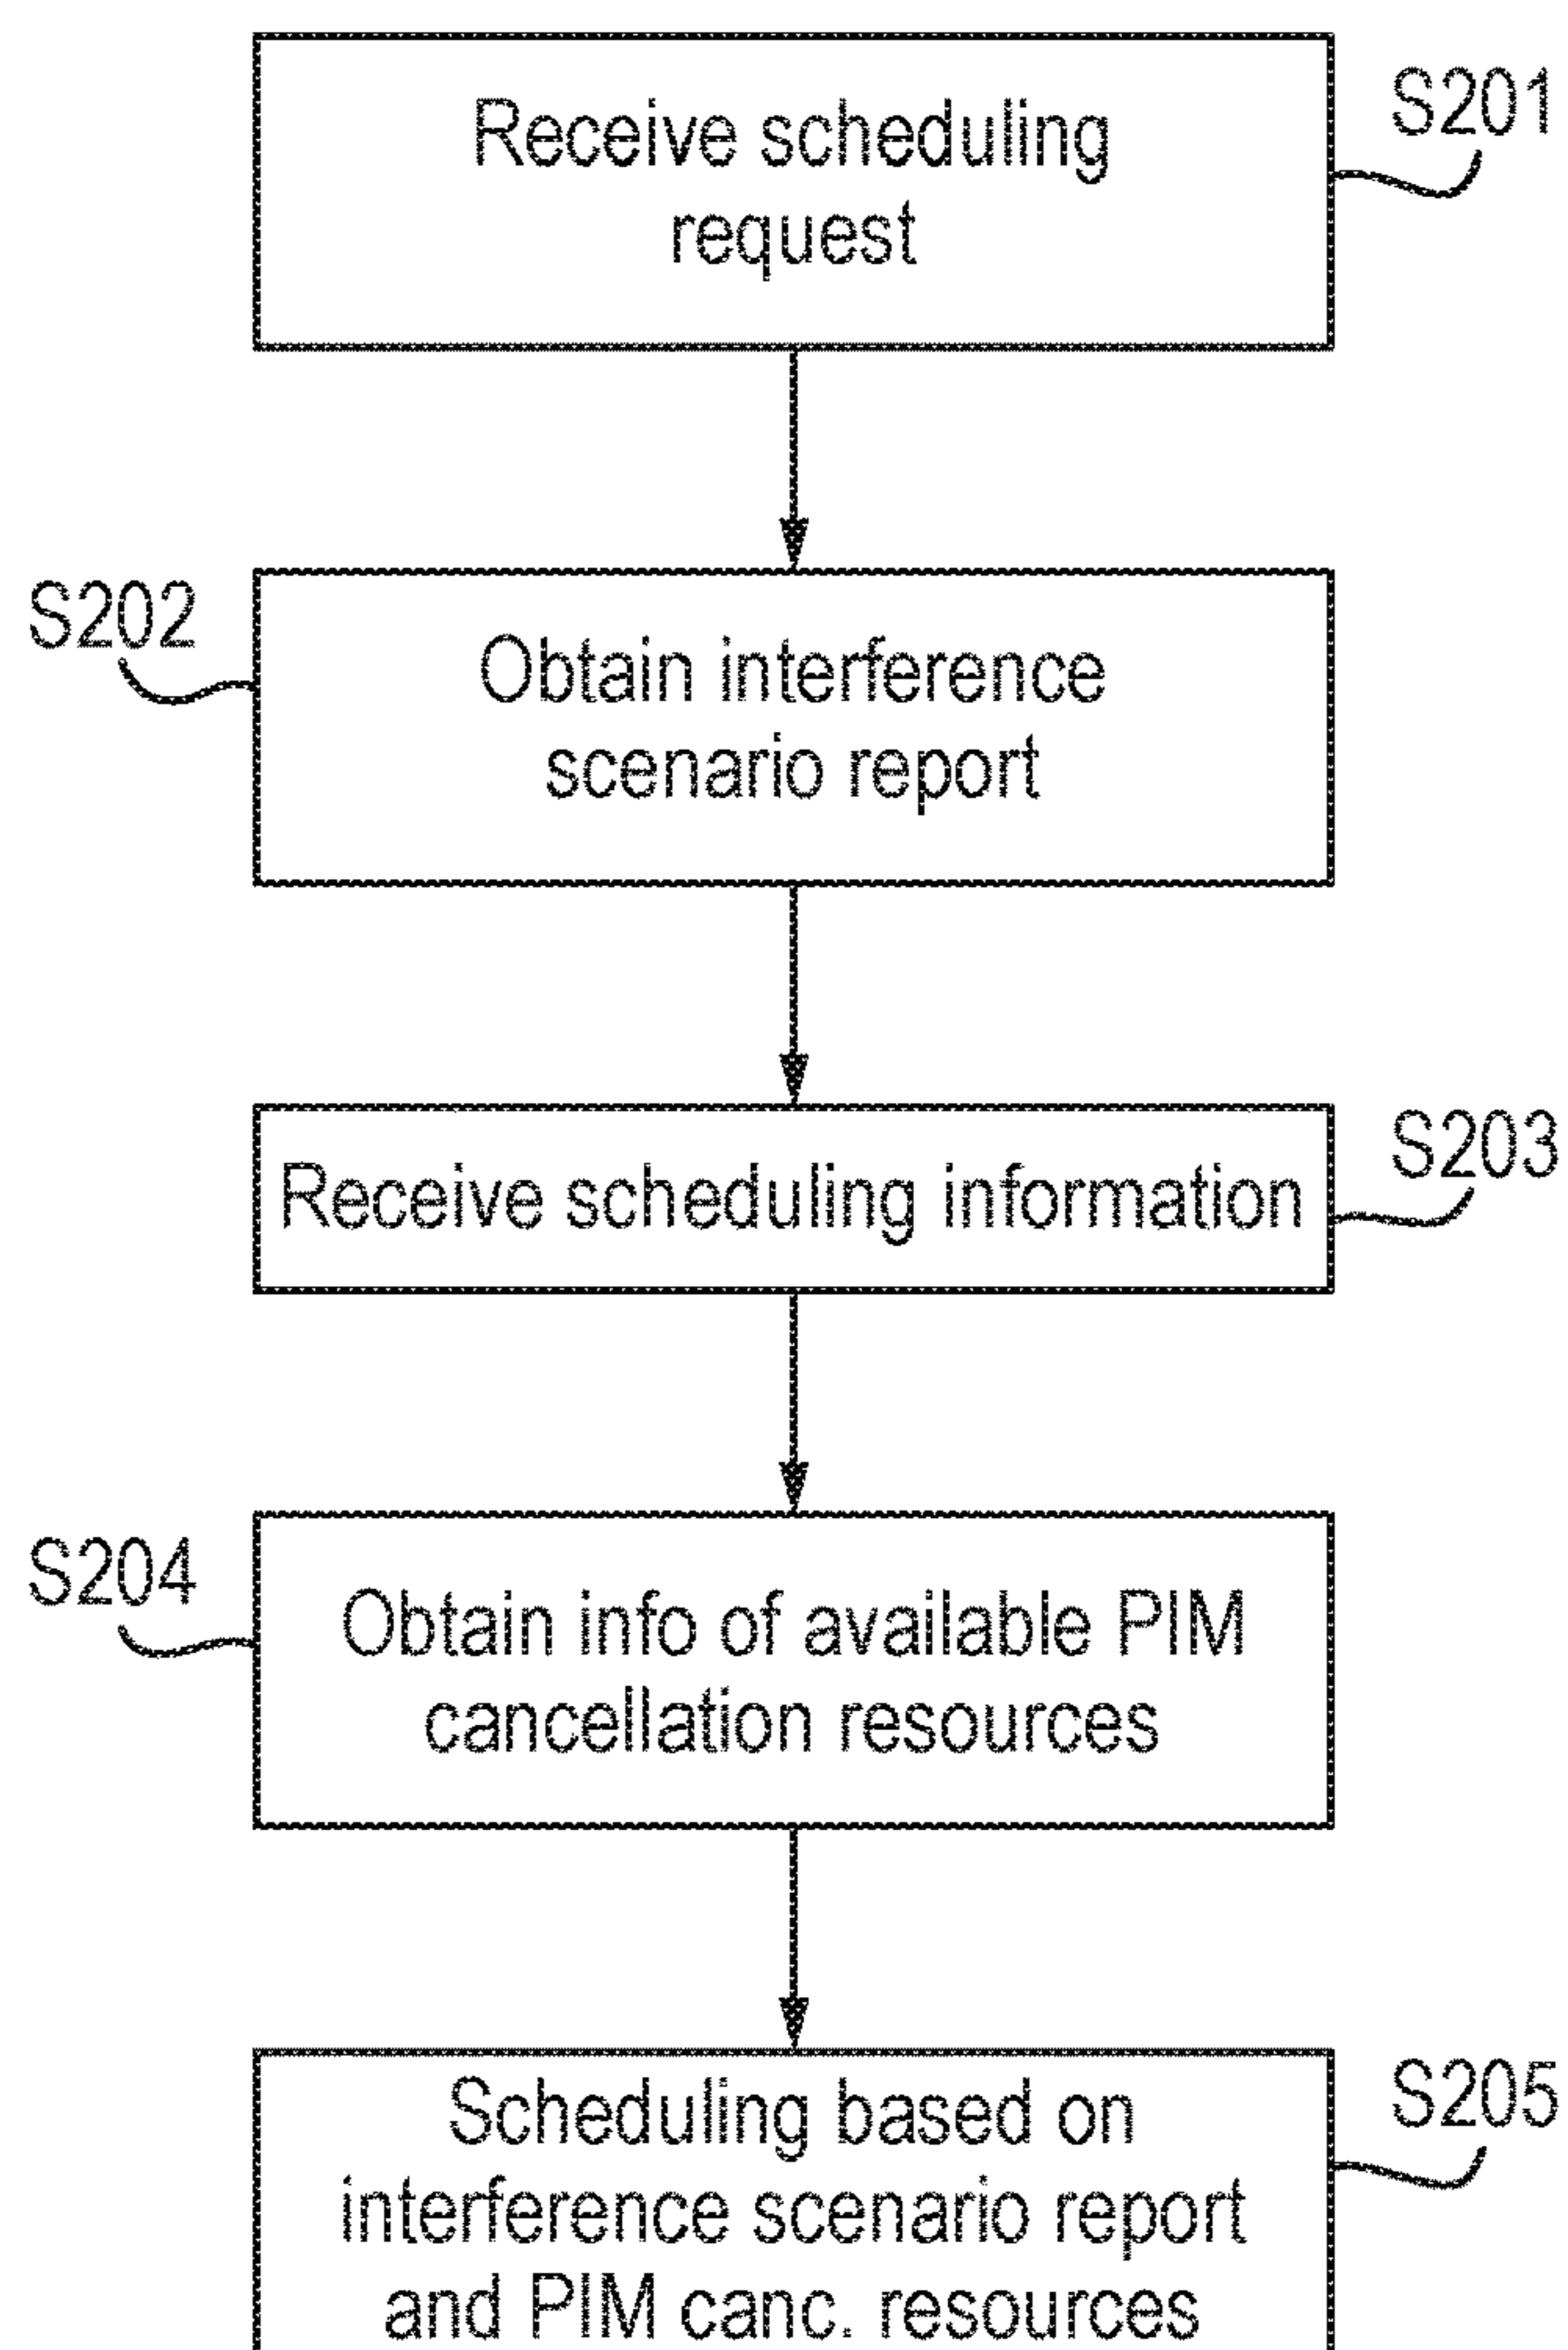 Receive scheduling
request
S201
S202
Obtain interference
scenario report
Receive scheduling information
S203
S204
Obtain info of available PIM
cancellation resources
Scheduling based on
interference scenario report
and PIM canc. resources
S205